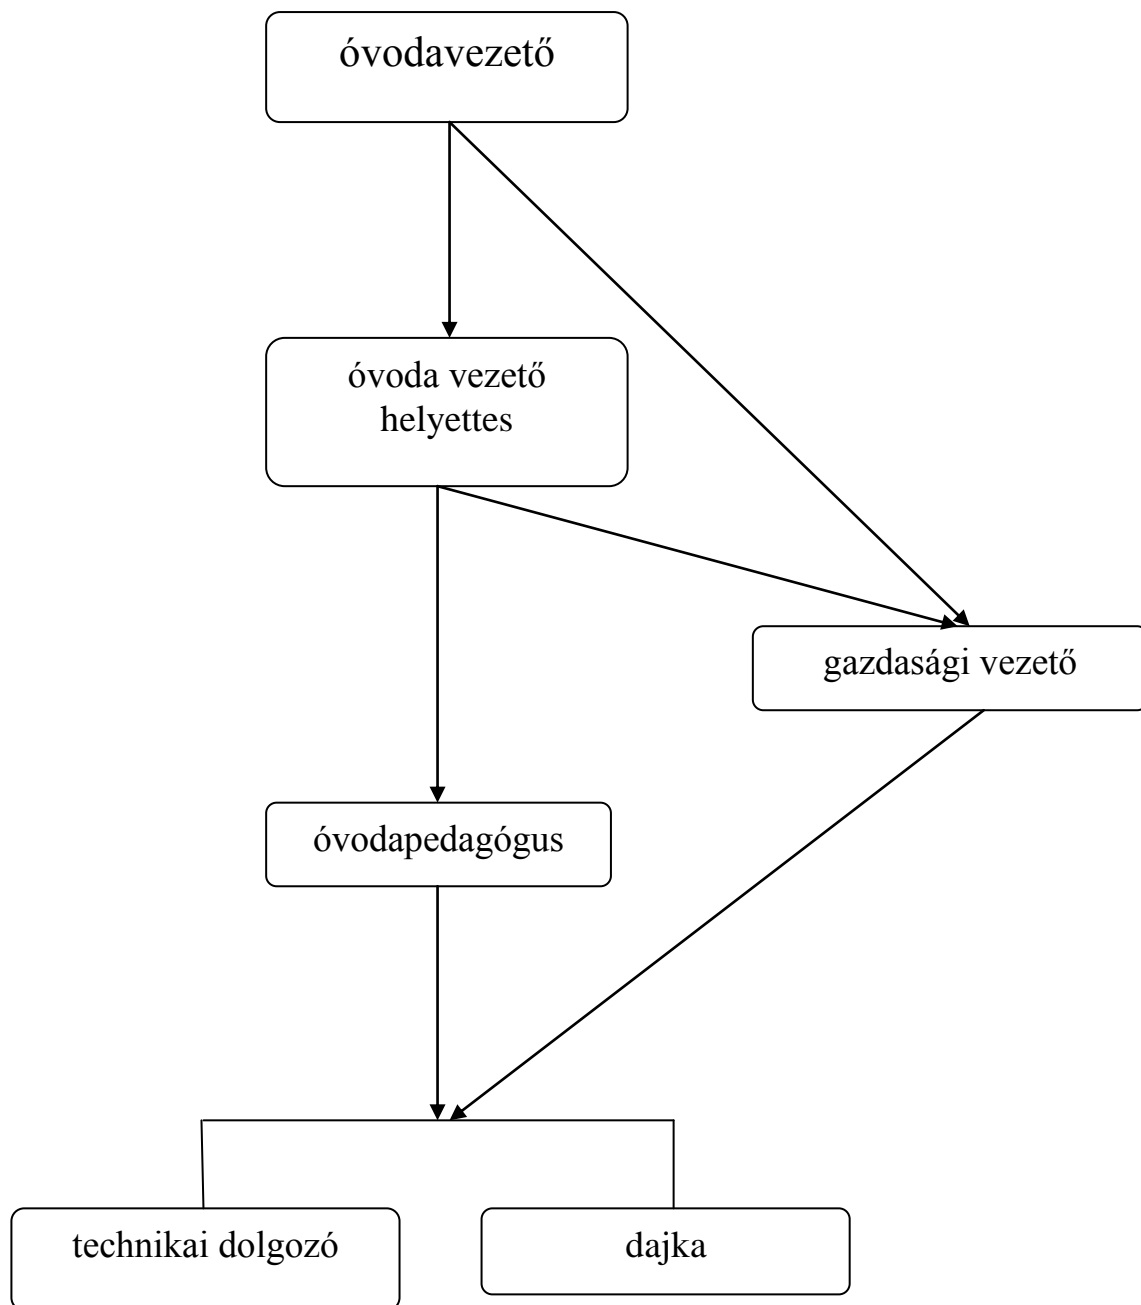 óvodavezető
óvoda vezető
helyettes
gazdasági vezető
óvodapedagógus
technikai dolgozó
dajka